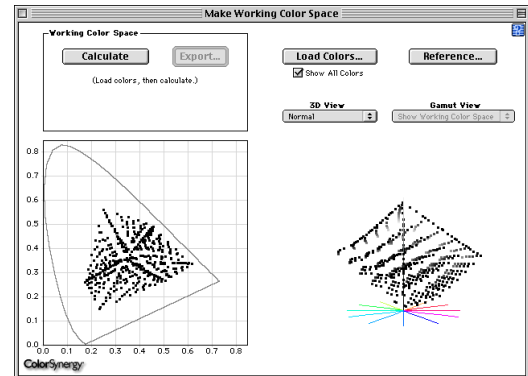 Make Working Color Space
Working Color Space
Calculate
Export...
(Load colors, then calculate.)
Load Colors...
Reference...
Show All Colors
3D View
Gamut View
Normal
Show Working Color Space
0.8
0.7
0.6
0.5
0.4
0.3
0.2
0.1
0.0
0.0 0.1 0.2 0.3 0.4 0.5 0.6 0.7 0.8
ColorSynergy